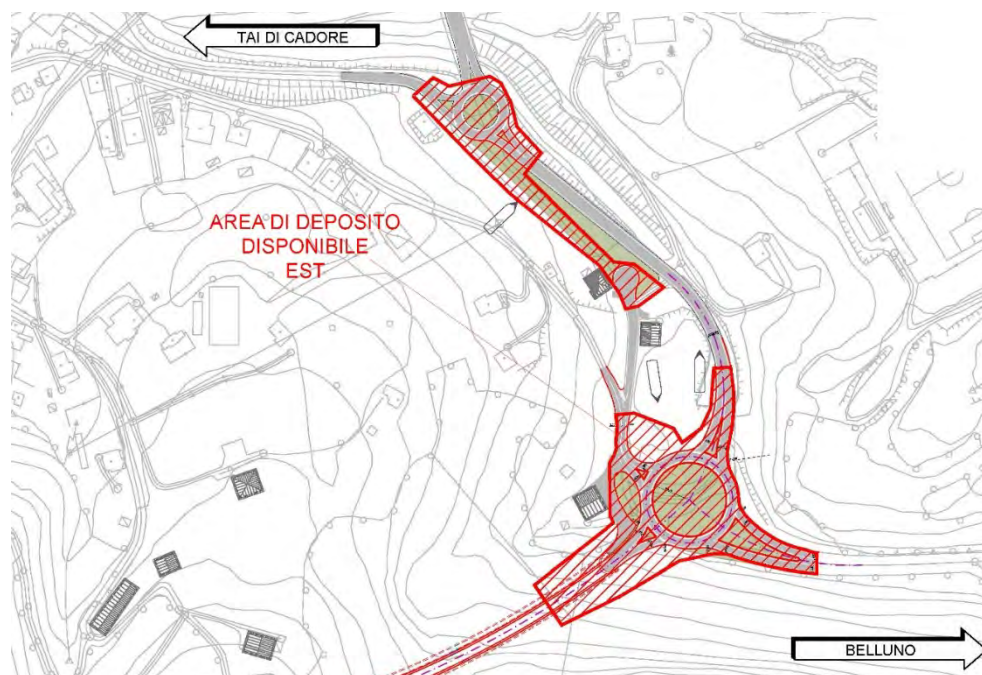 TAI DI CADORE
AREA DI DEPOSITO
DISPONIBILE
EST
BELLUNO